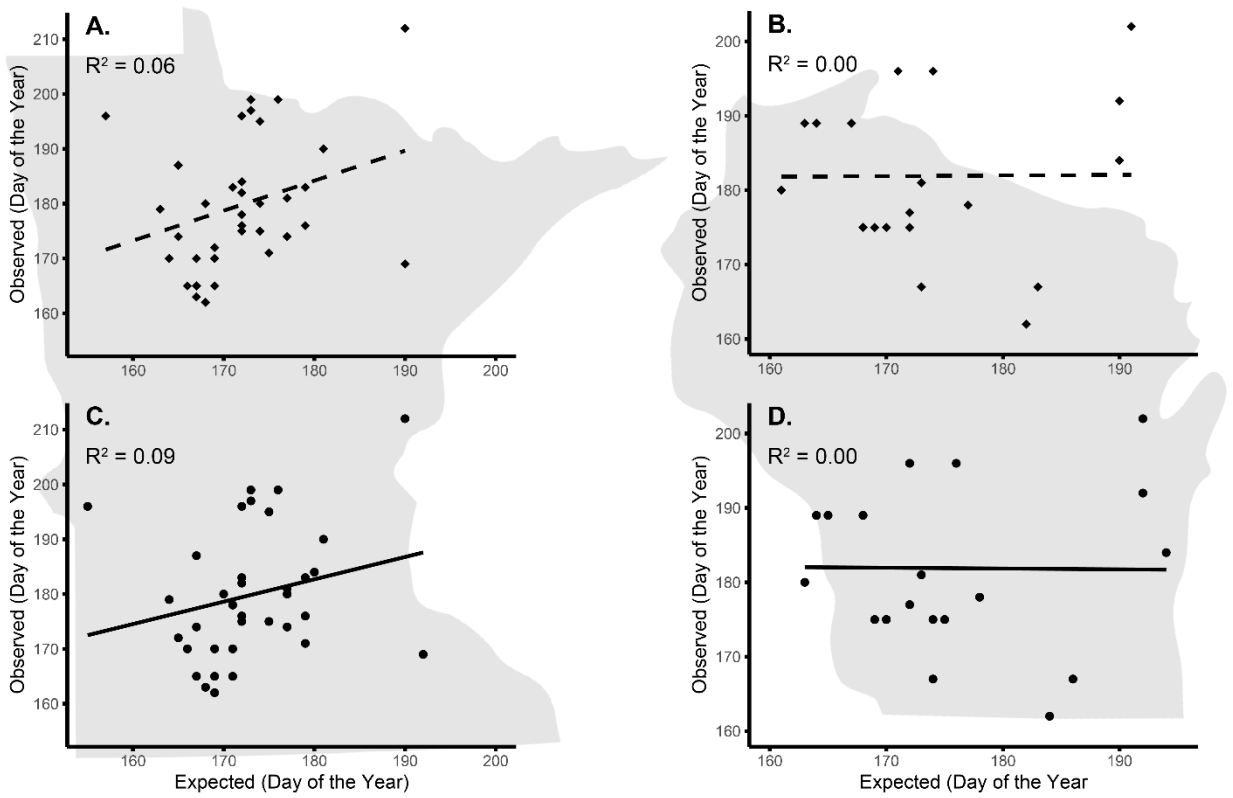 A.
R² = 0.06
Observed (Day of the Year)
210
200
190
180
170
160
160 170 180 190 200
B.
R² = 0.00
Observed (Day of the Year)
200
190
180
170
160
160 170 180 190
C.
R² = 0.09
Observed (Day of the Year)
210
200
190
180
170
160
160 170 180 190 200
Expected (Day of the Year)
D.
R² = 0.00
Observed (Day of the Year)
200
190
180
170
160
160 170 180 190
Expected (Day of the Year